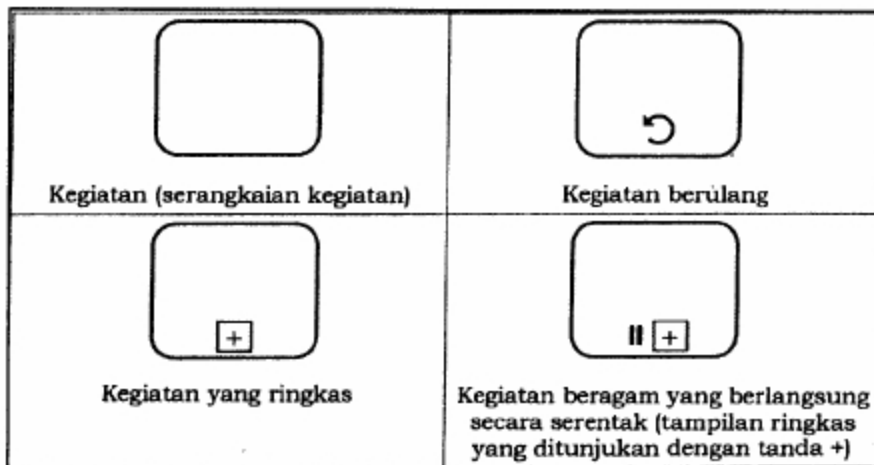 Kegiatan (serangkaian kegiatan)
Kegiatan berulang
+
Kegiatan yang ringkas
+
Kegiatan beragam yang berlangsung
secara serentak (tampilan ringkas
yang ditunjukan dengan tanda +)